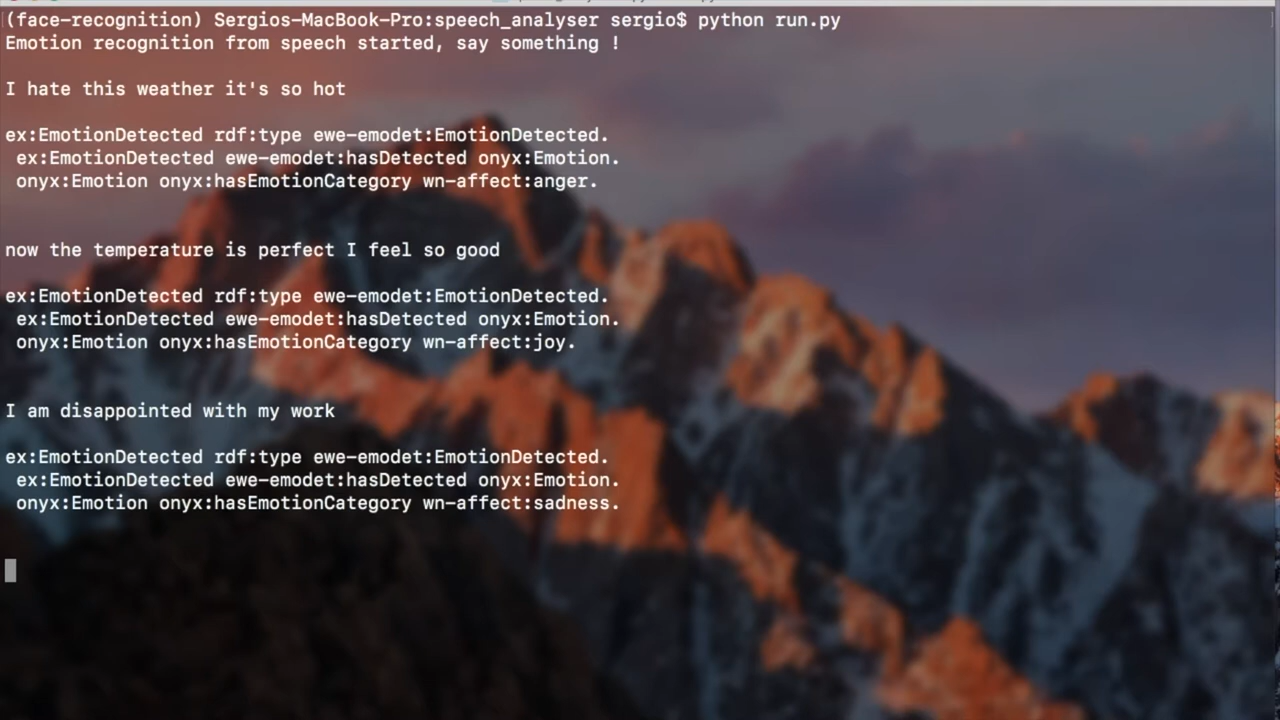 (face-recognition) Sergios-MacBook-Pro:speech_analyser sergio$ python run.py
Emotion recognition from speech started, say something !
I hate this weather it's so hot
ex:EmotionDetected rdf:type ewe-emodet:EmotionDetected.
ex:EmotionDetected ewe-emodet:hasDetected onyx:Emotion.
onyx:Emotion onyx:hasEmotionCategory wn-affect:anger.
now the temperature is perfect I feel so good
ex:EmotionDetected rdf:type ewe-emodet:EmotionDetected.
ex:EmotionDetected ewe-emodet:hasDetected onyx:Emotion.
onyx:Emotion onyx:hasEmotionCategory wn-affect:joy.
I am disappointed with my work
ex:EmotionDetected rdf:type ewe-emodet:EmotionDetected.
ex:EmotionDetected ewe-emodet:hasDetected onyx:Emotion.
onyx:Emotion onyx:hasEmotionCategory wn-affect:sadness.